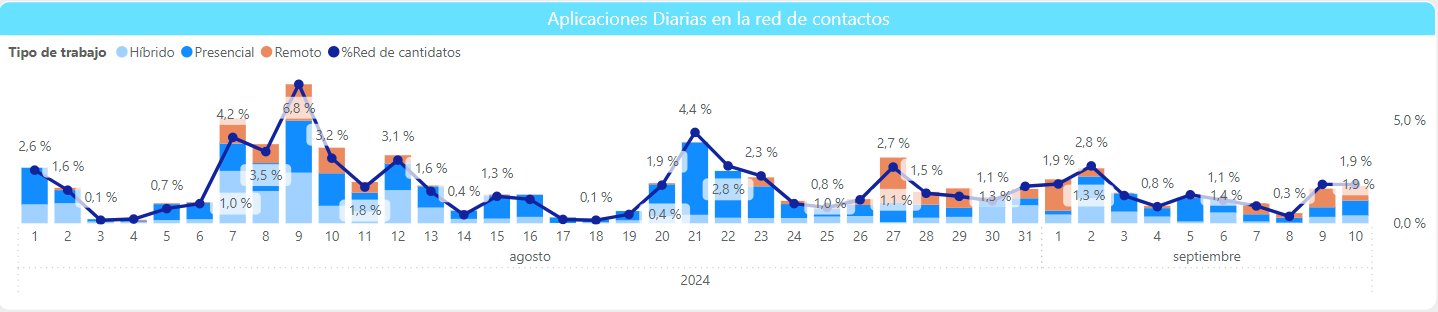 Aplicaciones Diarias en la red de contactos
Tipo de trabajo Híbrido Presencial Remoto %Red de cantidatos
6,8 %
4,2 % 4,4 %
5,0 %
2,6 % 3,2 % 3,1 % 2,7 % 2,8 %
1,6 % 3,5 % 1,6 % 1,9 % 2,3 % 1,5 % 1,9 % 1,9 %
0,7 % 1,3 % 2,8 % 0,8 % 1,1 % 0,8 % 1,1 % 1,9 %
0,1 % 1,0 % 1,8 % 0,4 % 0,1 % 0,4 % 1,0 % 1,1 % 1,3 % 1,3 % 1,4 % 0,3 %
0,0 %
1 2 3 4 5 6 7 8 9 10 11 12 13 14 15 16 17 18 19 20 21 22 23 24 25 26 27 28 29 30 31 1 2 3 4 5 6 7 8 9 10
agosto septiembre
2024